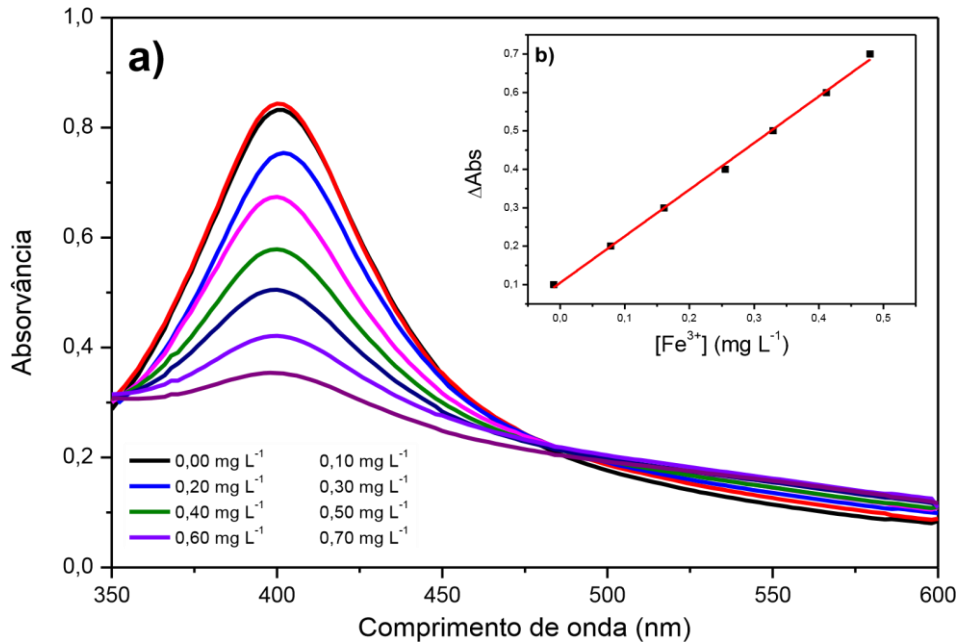 a)
Absorvância
1,0
0,8
0,6
0,4
0,2
0,0
350 400 450 500 550 600
Comprimento de onda (nm)
0,00 mg L⁻¹ 0,10 mg L⁻¹
0,20 mg L⁻¹ 0,30 mg L⁻¹
0,40 mg L⁻¹ 0,50 mg L⁻¹
0,60 mg L⁻¹ 0,70 mg L⁻¹
b)
ΔAbs
0,7
0,6
0,5
0,4
0,3
0,2
0,1
0,0 0,1 0,2 0,3 0,4 0,5
[Fe³⁺] (mg L⁻¹)